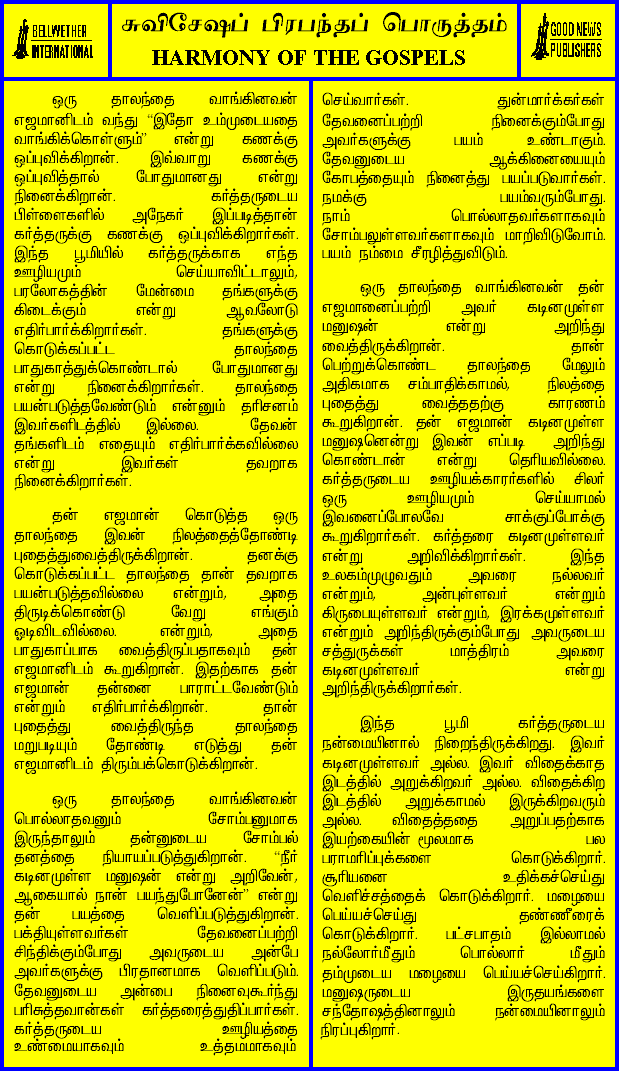 BELLWETHER
INTERNATIONAL
சுவிசேஷப் பிரபந்தப் பொருத்தம்
HARMONY OF THE GOSPELS
GOOD NEWS
PUBLISHERS
ஒரு தாலந்தை வாங்கினவன்
எஜமானிடம் வந்து "இதோ உம்முடையதை
வாங்கிக்கொள்ளும்" என்று கணக்கு
ஒப்புவிக்கிறான். இவ்வாறு கணக்கு
ஒப்புவித்தால் போதுமானது என்று
நினைக்கிறான். கர்த்தருடைய
பிள்ளைகளில் அநேகர் இப்படித்தான்
கர்த்தருக்கு கணக்கு ஒப்புவிக்கிறார்கள்.
இந்த பூமியில் கர்த்தருக்காக எந்த
ஊழியமும் செய்யாவிட்டாலும்,
பரலோகத்தின் மேன்மை தங்களுக்கு
கிடைக்கும் என்று ஆவலோடு
எதிர்பார்க்கிறார்கள். தங்களுக்கு
கொடுக்கப்பட்ட தாலந்தை
பாதுகாத்துக்கொண்டால் போதுமானது
என்று நினைக்கிறார்கள். தாலந்தை
பயன்படுத்தவேண்டும் என்னும் தரிசனம்
இவர்களிடத்தில் இல்லை. தேவன்
தங்களிடம் எதையும் எதிர்பார்க்கவில்லை
என்று இவர்கள் தவறாக
நினைக்கிறார்கள்.
தன் எஜமான் கொடுத்த ஒரு
தாலந்தை இவன் நிலத்தைத்தோண்டி
புதைத்துவைத்திருக்கிறான். தனக்கு
கொடுக்கப்பட்ட தாலந்தை தான் தவறாக
பயன்படுத்தவில்லை என்றும், அதை
திருடிக்கொண்டு வேறு எங்கும்
ஓடிவிடவில்லை. என்றும், அதை
பாதுகாப்பாக வைத்திருப்பதாகவும் தன்
எஜமானிடம் கூறுகிறான். இதற்காக தன்
எஜமான் தன்னை பாராட்டவேண்டும்
என்றும் எதிர்பார்க்கிறான். தான்
புதைத்து வைத்திருந்த தாலந்தை
மறுபடியும் தோண்டி எடுத்து தன்
எஜமானிடம் திரும்பக்கொடுக்கிறான்.
ஒரு தாலந்தை வாங்கினவன்
பொல்லாதவனும் சோம்பனுமாக
இருந்தாலும் தன்னுடைய சோம்பல்
தனத்தை நியாயப்படுத்துகிறான். "நீர்
கடினமுள்ள மனுஷன் என்று அறிவேன்,
ஆகையால் நான் பயந்துபோனேன்" என்று
தன் பயத்தை வெளிப்படுத்துகிறான்.
பக்தியுள்ளவர்கள் தேவனைப்பற்றி
சிந்திக்கும்போது அவருடைய அன்பே
அவர்களுக்கு பிரதானமாக வெளிப்படும்.
தேவனுடைய அன்பை நினைவுகூர்ந்து
பரிசுத்தவான்கள் கர்த்தரைத்துதிப்பார்கள்.
கர்த்தருடைய ஊழியத்தை
உண்மையாகவும் உத்தமமாகவும்
செய்வார்கள். துன்மார்க்கர்கள்
தேவனைப்பற்றி நினைக்கும்போது
அவர்களுக்கு பயம் உண்டாகும்.
தேவனுடைய ஆக்கினையையும்
கோபத்தையும் நினைத்து பயப்படுவார்கள்.
நமக்கு பயம்வரும்போது.
நாம் பொல்லாதவர்களாகவும்
சோம்பலுள்ளவர்களாகவும் மாறிவிடுவோம்.
பயம் நம்மை சீரழித்துவிடும்.
ஒரு தாலந்தை வாங்கினவன் தன்
எஜமானைப்பற்றி அவர் கடினமுள்ள
மனுஷன் என்று அறிந்து
வைத்திருக்கிறான். தான்
பெற்றுக்கொண்ட தாலந்தை மேலும்
அதிகமாக சம்பாதிக்காமல், நிலத்தை
புதைத்து வைத்ததற்கு காரணம்
கூறுகிறான். தன் எஜமான் கடினமுள்ள
மனுஷனென்று இவன் எப்படி அறிந்து
கொண்டான் என்று தெரியவில்லை.
கர்த்தருடைய ஊழியக்காரர்களில் சிலர்
ஒரு ஊழியமும் செய்யாமல்
இவனைப்போலவே சாக்குப்போக்கு
கூறுகிறார்கள். கர்த்தரை கடினமுள்ளவர்
என்று அறிவிக்கிறார்கள். இந்த
உலகம்முழுவதும் அவரை நல்லவர்
என்றும், அன்புள்ளவர் என்றும்
கிருபையுள்ளவர் என்றும், இரக்கமுள்ளவர்
என்றும் அறிந்திருக்கும்போது அவருடைய
சத்துருக்கள் மாத்திரம் அவரை
கடினமுள்ளவர் என்று
அறிந்திருக்கிறார்கள்.
இந்த பூமி கர்த்தருடைய
நன்மையினால் நிறைந்திருக்கிறது. இவர்
கடினமுள்ளவர் அல்ல. இவர் விதைக்காத
இடத்தில் அறுக்கிறவர் அல்ல. விதைக்கிற
இடத்தில் அறுக்காமல் இருக்கிறவரும்
அல்ல. விதைத்ததை அறுப்பதற்காக
இயற்கையின் மூலமாக பல
பராமரிப்புக்களை கொடுக்கிறார்.
சூரியனை உதிக்கச்செய்து
வெளிச்சத்தைக் கொடுக்கிறார். மழையை
பெய்யச்செய்து தண்ணீரைக்
கொடுக்கிறார். பட்சபாதம் இல்லாமல்
நல்லோர்மீதும் பொல்லார் மீதும்
தம்முடைய மழையை பெய்யச்செய்கிறார்.
மனுஷருடைய இருதயங்களை
சந்தோஷத்தினாலும் நன்மையினாலும்
நிரப்புகிறார்.